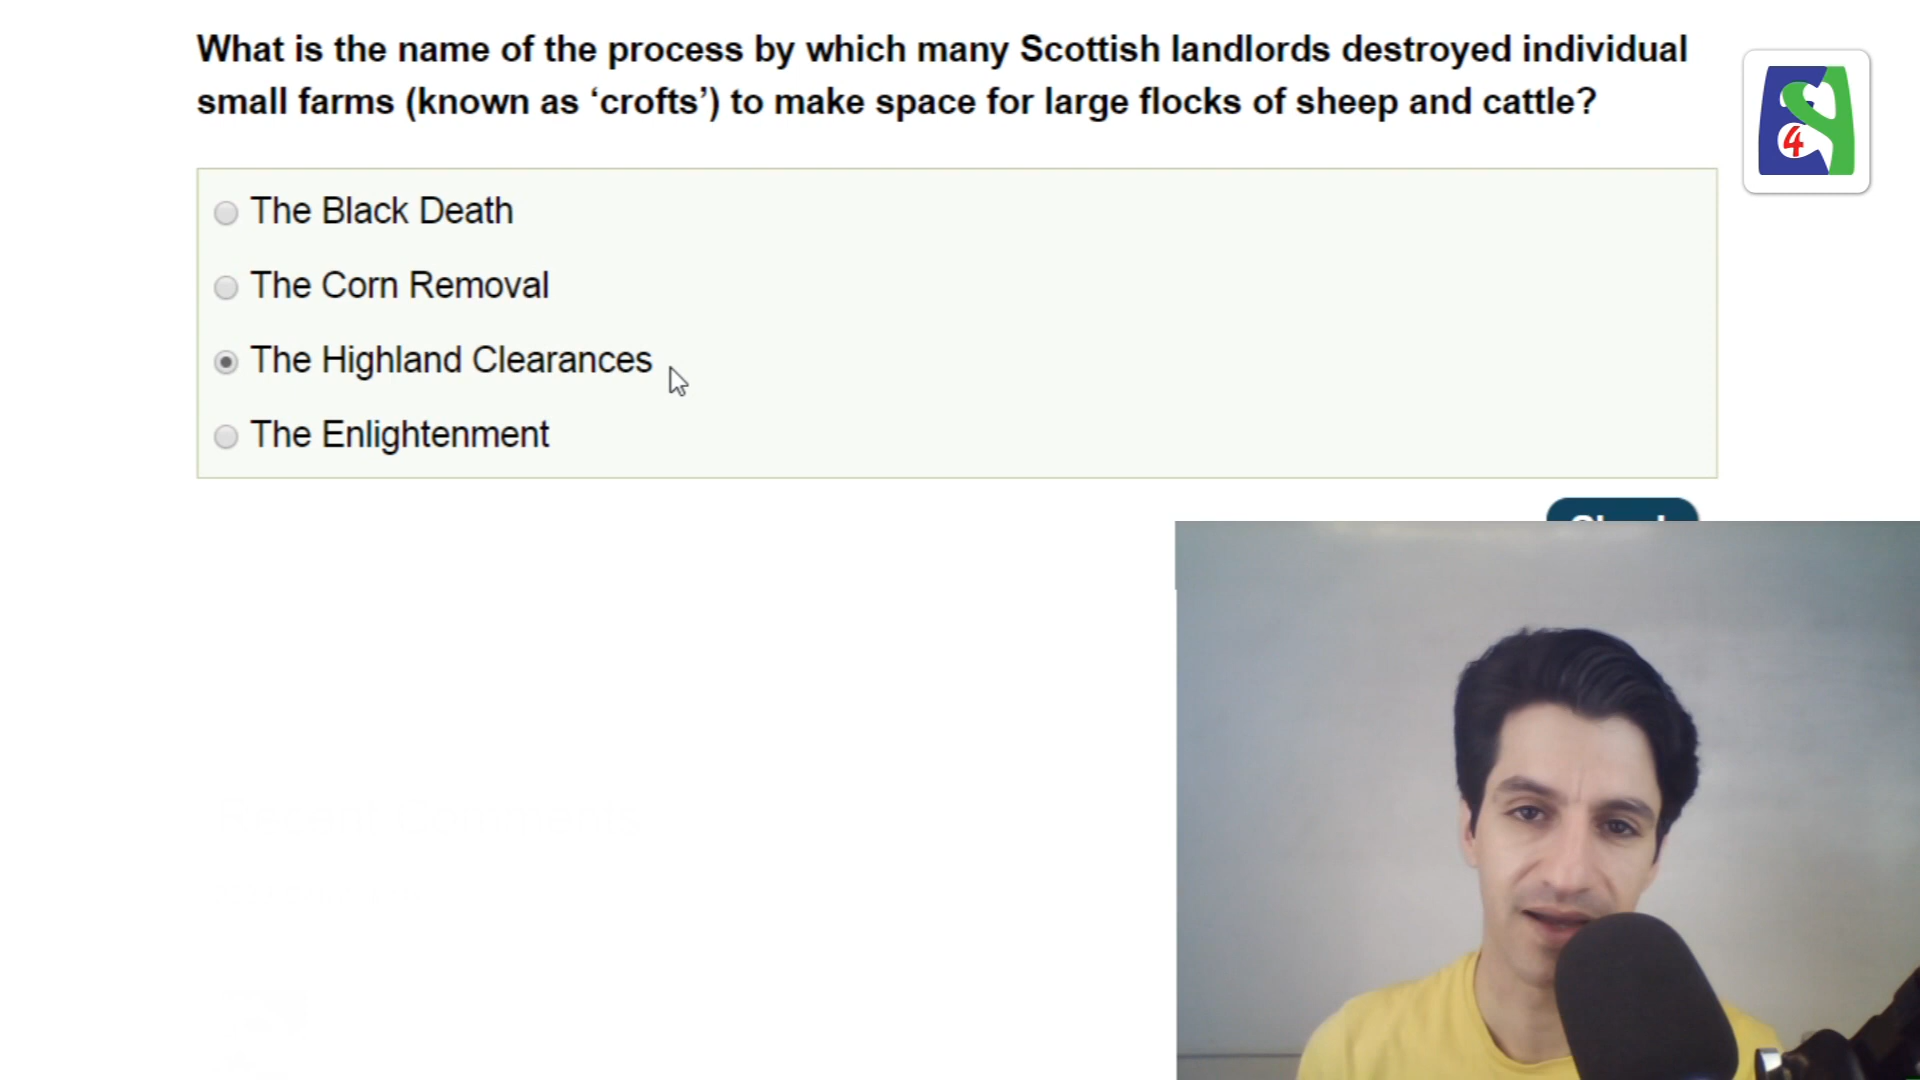 What is the name of the process by which many Scottish landlords destroyed individual
small farms (known as ‘crofts’) to make space for large flocks of sheep and cattle?
4
The Black Death
The Corn Removal
The Highland Clearances
The Enlightenment